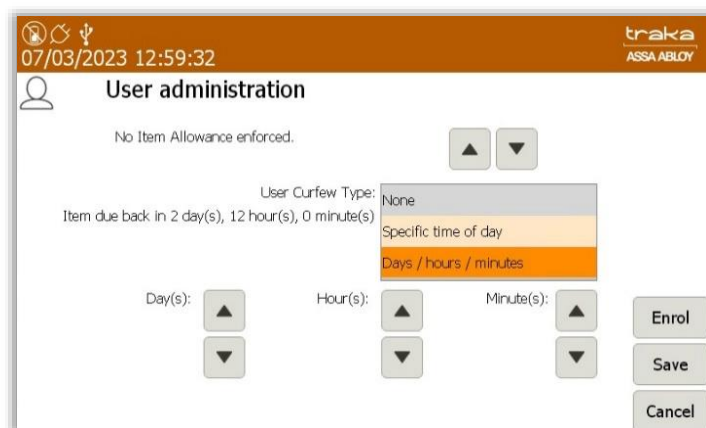 07/03/2023 12:59:32
traka
ASSA ABLOY
User administration
No Item Allowance enforced.
User Curfew Type:
None
Item due back in 2 day(s), 12 hour(s), 0 minute(s)
Specific time of day
Days / hours / minutes
Day(s):
Hour(s):
Minute(s):
Enrol
Save
Cancel